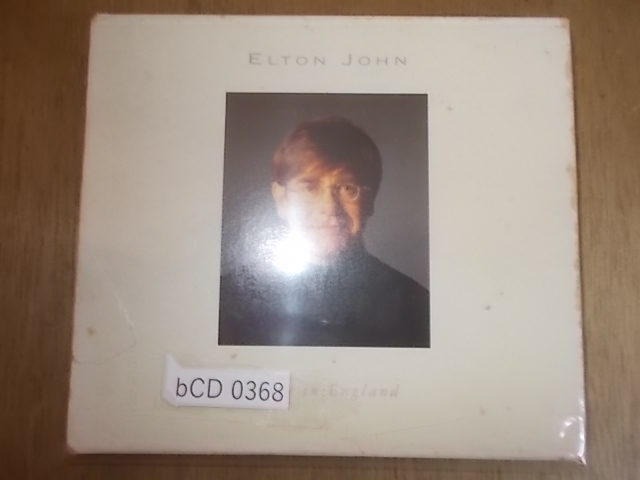 ELTON JOHN
in England
bCD 0368